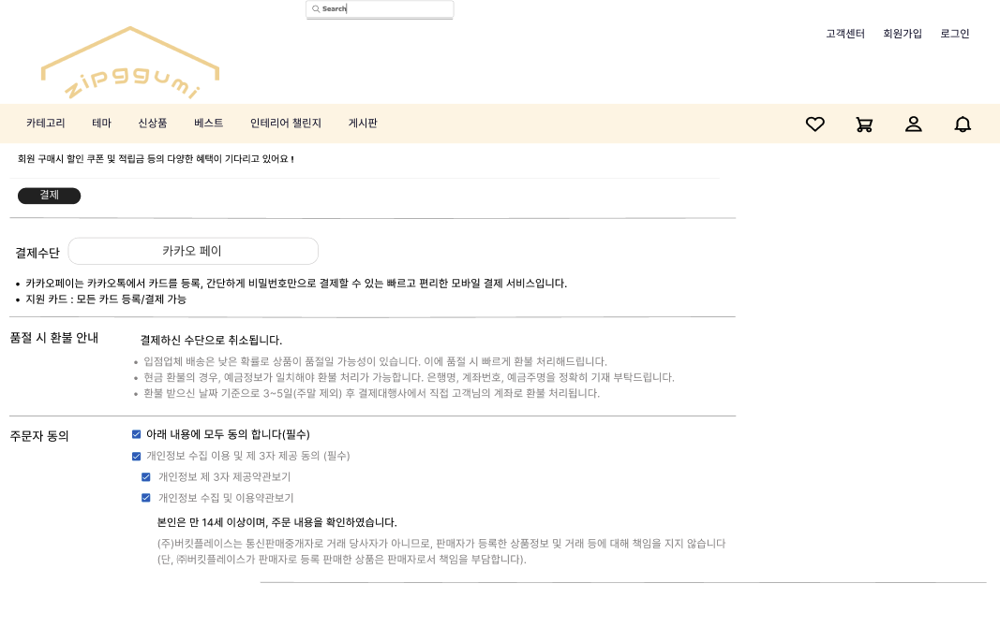 Search
고객센터 회원가입 로그인
zipggumi
카테고리 테마 신상품 베스트 인테리어 챌린지 게시판
회원 구매시 할인 쿠폰 및 적립금 등의 다양한 혜택이 기다리고 있어요 !
결제
결제수단 카카오 페이
• 카카오페이는 카카오톡에서 카드를 등록, 간단하게 비밀번호만으로 결제할 수 있는 빠르고 편리한 모바일 결제 서비스입니다.
• 지원 카드 : 모든 카드 등록/결제 가능
품절 시 환불 안내 결제하신 수단으로 취소됩니다.
• 입점업체 배송은 낮은 확률로 상품이 품절일 가능성이 있습니다. 이에 품절 시 빠르게 환불 처리해드립니다.
• 현금 환불의 경우, 예금정보가 일치해야 환불 처리가 가능합니다. 은행명, 계좌번호, 예금주명을 정확히 기재 부탁드립니다.
• 환불 받으신 날짜 기준으로 3~5일(주말 제외) 후 결제대행사에서 직접 고객님의 계좌로 환불 처리됩니다.
주문자 동의 아래 내용에 모두 동의 합니다(필수)
개인정보 수집 이용 및 제 3자 제공 동의 (필수)
개인정보 제 3자 제공약관보기
개인정보 수집 및 이용약관보기
본인은 만 14세 이상이며, 주문 내용을 확인하였습니다.
(주)버킷플레이스는 통신판매중개자로 거래 당사자가 아니므로, 판매자가 등록한 상품정보 및 거래 등에 대해 책임을 지지 않습니다
(단, ㈜버킷플레이스가 판매자로 등록 판매한 상품은 판매자로서 책임을 부담합니다).